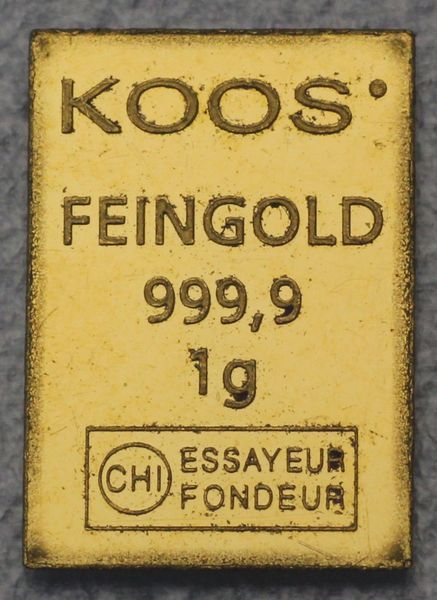 KOOS
FEINGOLD
999,9
1g
CHI ESSAYEUR
FONDEUR